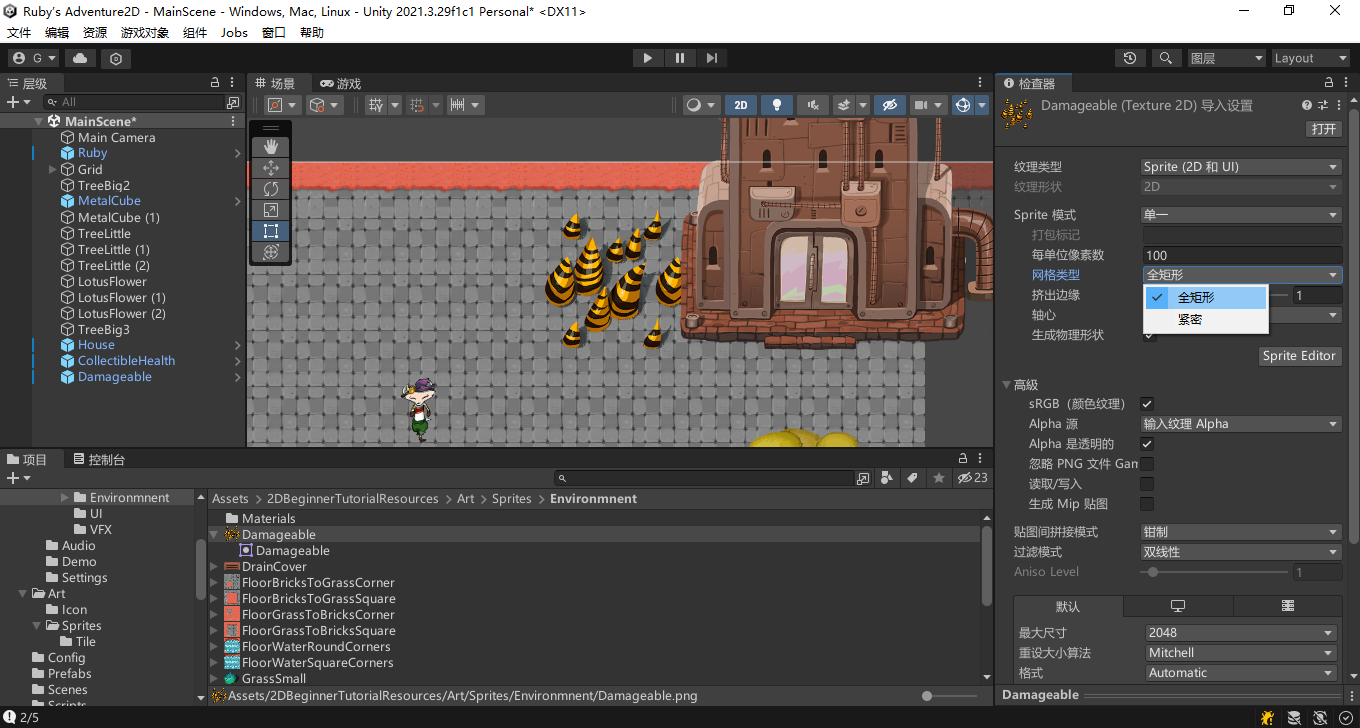 Ruby's Adventure2D - MainScene - Windows, Mac, Linux - Unity 2021.3.29f1c1 Personal* <DX11>
文件 编辑 资源 游戏对象 组件 Jobs 窗口 帮助
G 图层 Layout
层级
All
MainScene*
Main Camera
Ruby
Grid
TreeBig2
MetalCube
MetalCube (1)
TreeLittle
TreeLittle (1)
TreeLittle (2)
LotusFlower
LotusFlower (1)
LotusFlower (2)
TreeBig3
House
CollectibleHealth
Damageable
场景 游戏
2D
检查器
Damageable (Texture 2D) 导入设置
打开
纹理类型 Sprite (2D 和 UI)
纹理形状 2D
Sprite 模式 单一
打包标记
每单位像素数 100
网格类型 全矩形
全矩形
紧密
挤出边缘 1
轴心
生成物理形状
Sprite Editor
高级
sRGB（颜色纹理）
Alpha 源 输入纹理 Alpha
Alpha 是透明的
忽略 PNG 文件 Gan
读取/写入
生成 Mip 贴图
贴图间拼接模式 钳制
过滤模式 双线性
Aniso Level 1
默认
最大尺寸 2048
重设大小算法 Mitchell
格式 Automatic
Damageable
项目 控制台
23
Environmnent
UI
VFX
Audio
Demo
Settings
Art
Icon
Sprites
Tile
Config
Prefabs
Scenes
Scripts
Assets > 2DBeginnerTutorialResources > Art > Sprites > Environmnent
Materials
Damageable
Damageable
DrainCover
FloorBricksToGrassCorner
FloorBricksToGrassSquare
FloorGrassToBricksCorner
FloorGrassToBricksSquare
FloorWaterRoundCorners
FloorWaterSquareCorners
GrassSmall
Assets/2DBeginnerTutorialResources/Art/Sprites/Environmnent/Damageable.png
2/5